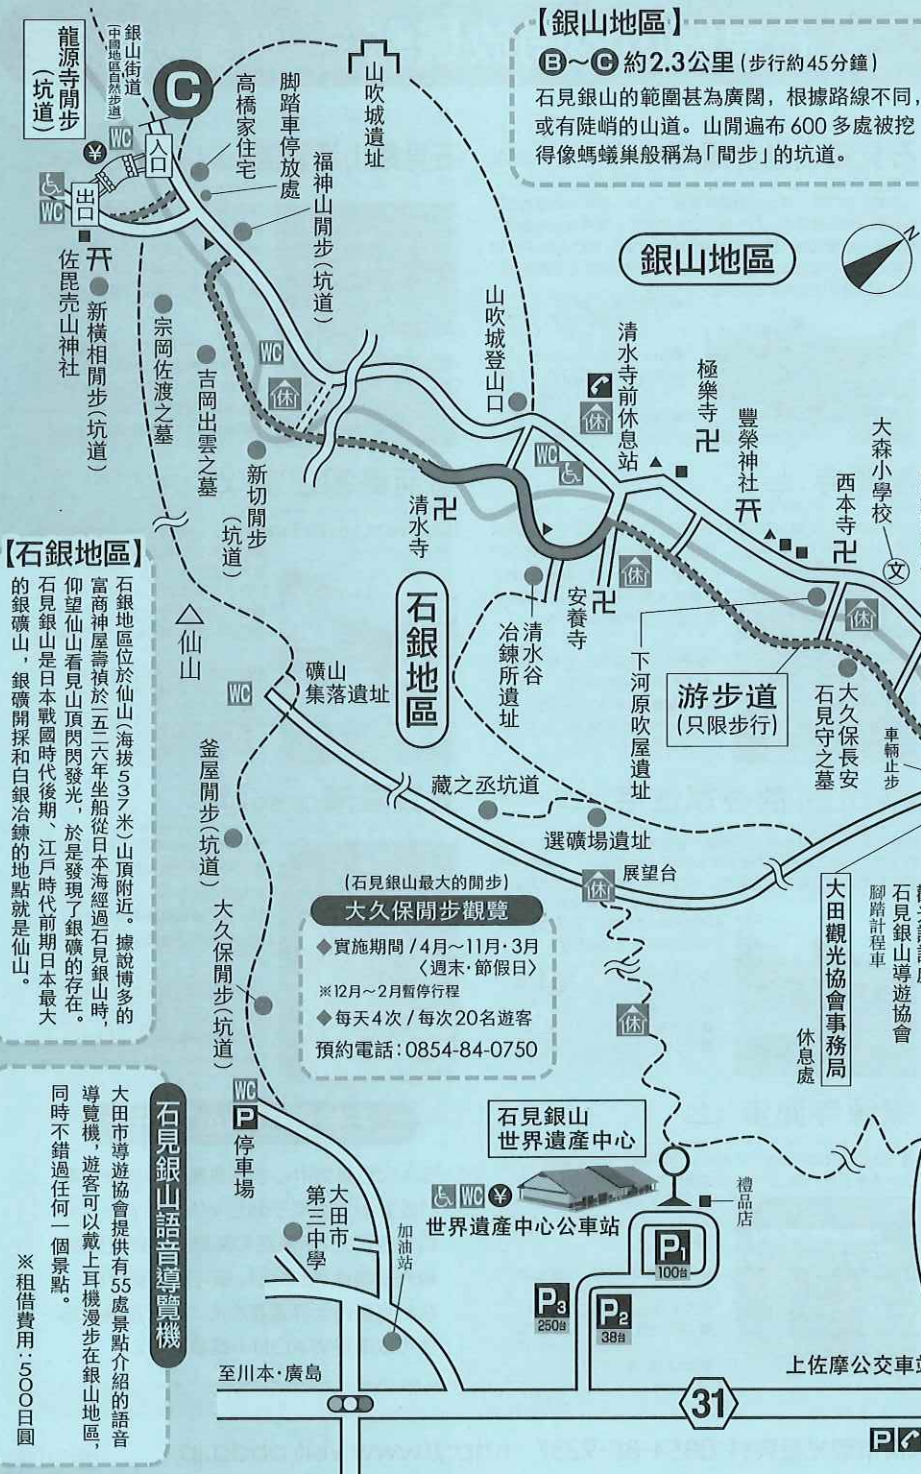 【銀山地區】
B～C 約2.3公里(步行約45分鐘)
石見銀山的範圍甚為廣闊，根據路線不同，
或有陡峭的山道。山間遍布600多處被挖
得像螞蟻巢般稱為「間步」的坑道。
銀山地區
N
龍源寺間步
(坑道)
銀山街道
(中國地區自然步道)
C
WC
¥
入口
出口
WC
高橋家住宅
腳踏車停放處
福神山間步(坑道)
山吹城遺址
佐毘売山神社
新橫相間步(坑道)
宗岡佐渡之墓
吉岡出雲之墓
新切間步
(坑道)
WC
休
山吹城登山口
清水寺前休息站
休
WC
極樂寺
豐榮神社
西本寺
大森小學校
文
清水寺
石銀地區
清水谷
冶鍊所遺址
安養寺
休
下河原吹屋遺址
游步道
(只限步行)
休
大久保長安
石見守之墓
車輛止步
【石銀地區】
石銀地區位於仙山(海拔537米)山頂附近。據說博多的
富商神屋壽禎於一五二六年坐船從日本海經過石見銀山時，
仰望仙山看見山頂閃閃發光，於是發現了銀礦的存在。
石見銀山是日本戰國時代後期、江戶時代前期日本最大
的銀礦山，銀礦開採和白銀冶鍊的地點就是仙山。
仙山
WC
礦山
集落遺址
釜屋間步(坑道)
大久保間步(坑道)
藏之丞坑道
選礦場遺址
展望台
休
休
(石見銀山最大的間步)
大久保間步觀覽
◆實施期間/4月～11月·3月
〈週末·節假日〉
※12月～2月暫停行程
◆每天4次/每次20名遊客
預約電話:0854-84-0750
石見銀山導遊協會
腳踏計程車
大田觀光協會事務局
休息處
石見銀山語音導覽機
大田市導遊協會提供有55處景點介紹的語音
導覽機，遊客可以戴上耳機漫步在銀山地區，
同時不錯過任何一個景點。
※租借費用:500日圓
WC
P
停車場
大田市
第三中學
加油站
石見銀山
世界遺產中心
WC ¥
世界遺產中心公車站
禮品店
P1
100台
P2
38台
P3
250台
至川本·廣島
31
上佐摩公交車站
P